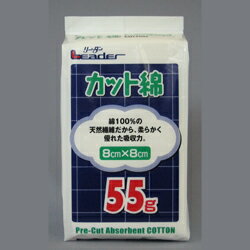 リーダー
Leader
カット綿
綿100%の
天然繊維だから、柔らかく
優れた吸収力。
8cm×8cm
55g
Pre-Cut Absorbent COTTON